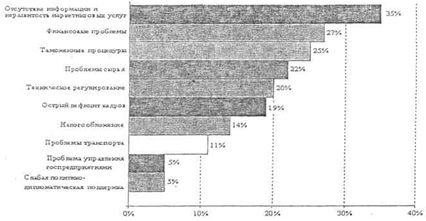 Отсутствие информации и
неразвитость маркетинговых услуг
35%
Финансовые проблемы
27%
Таможенные процедуры
25%
Проблемы сырья
22%
Техническое регулирование
20%
Острый дефицит кадров
19%
Налогообложение
14%
Проблемы транспорта
11%
Проблема управления
госпредприятиями
5%
Слабая политико-
дипломатическая поддержка
5%
0% 10% 20% 30% 40%